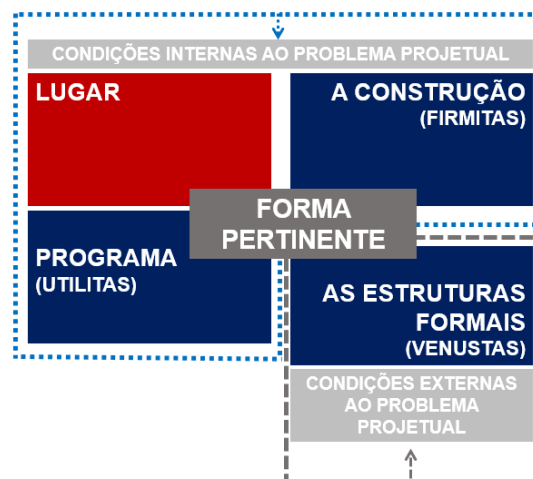 CONDIÇÕES INTERNAS AO PROBLEMA PROJETUAL
LUGAR
A CONSTRUÇÃO
(FIRMITAS)
FORMA
PERTINENTE
PROGRAMA
(UTILITAS)
AS ESTRUTURAS
FORMAIS
(VENUSTAS)
CONDIÇÕES EXTERNAS
AO PROBLEMA
PROJETUAL